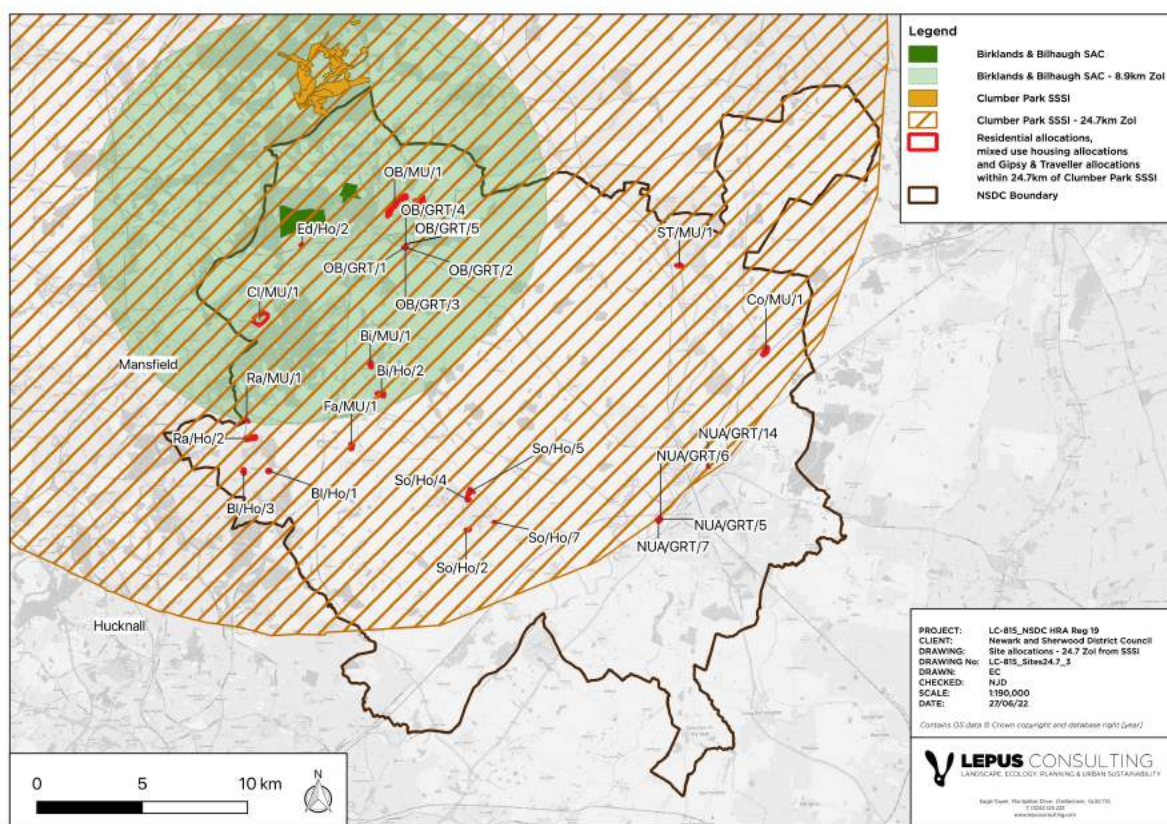 Legend
Birklands & Bilhaugh SAC
Birklands & Bilhaugh SAC - 8.9km ZoI
Clumber Park SSSI
Clumber Park SSSI - 24.7km ZoI
Residential allocations,
mixed use housing allocations
and Gipsy & Traveller allocations
within 24.7km of Clumber Park SSSI
NSDC Boundary
OB/MU/1
OB/GRT/4
OB/GRT/5
Ed/Ho/2
ST/MU/1
OB/GRT/1
OB/GRT/2
Cl/MU/1
OB/GRT/3
Co/MU/1
Bi/MU/1
Mansfield
Bi/Ho/2
Ra/MU/1
Fa/MU/1
Ra/Ho/2
NUA/GRT/14
So/Ho/5
NUA/GRT/6
So/Ho/4
Bl/Ho/1
Bl/Ho/3
NUA/GRT/5
So/Ho/7
NUA/GRT/7
So/Ho/2
Hucknall
PROJECT: LC-815_NSDC HRA Reg 19
CLIENT: Newark and Sherwood District Council
DRAWING: Site allocations - 24.7 ZoI from SSSI
DRAWING No: LC-815_Sites24.7_3
DRAWN: EC
CHECKED: NJD
SCALE: 1:190,000
DATE: 27/06/22
Contains OS data © Crown copyright and database right [year]
LEPUS CONSULTING
LANDSCAPE, ECOLOGY, PLANNING & URBAN SUSTAINABILITY
www.lepusconsulting.com
0 5 10 km
N